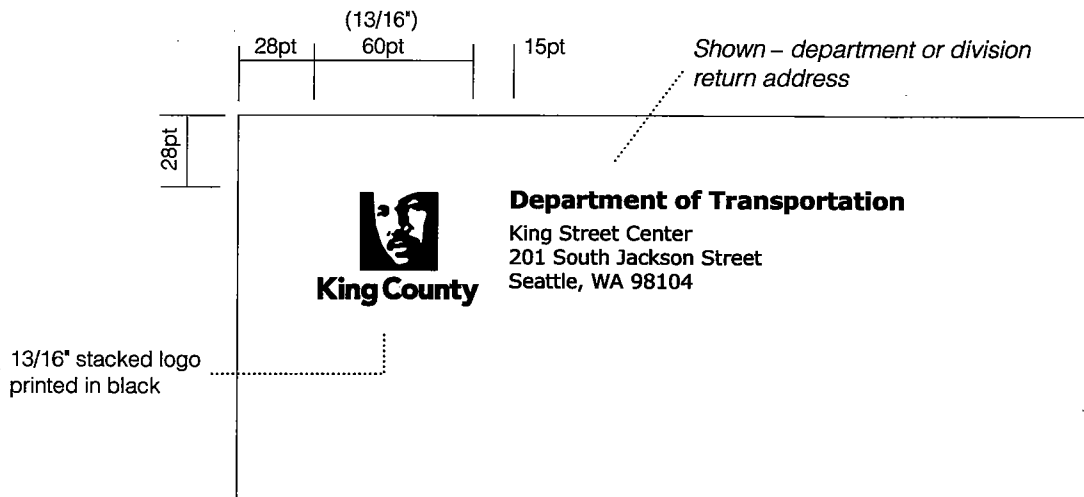 (13/16")
28pt 60pt 15pt
Shown – department or division
return address
28pt
Department of Transportation
King Street Center
201 South Jackson Street
Seattle, WA 98104
King County
13/16" stacked logo
printed in black